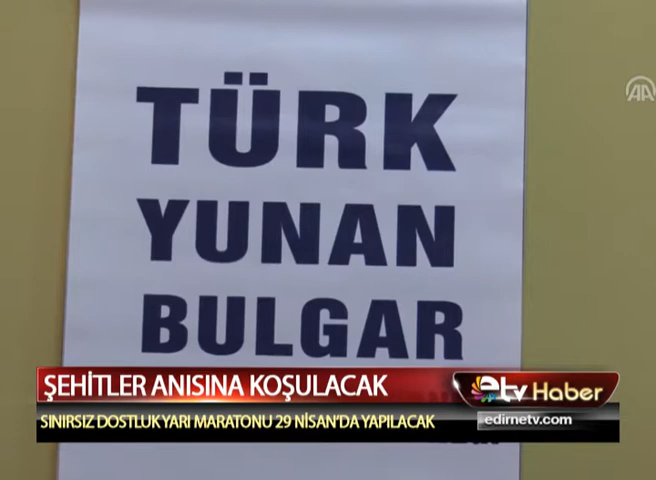 TÜRK
YUNAN
BULGAR
AA
ŞEHİTLER ANISINA KOŞULACAK
etv Haber
SINIRSIZ DOSTLUK YARI MARATONU 29 NİSAN'DA YAPILACAK
edirnetv.com